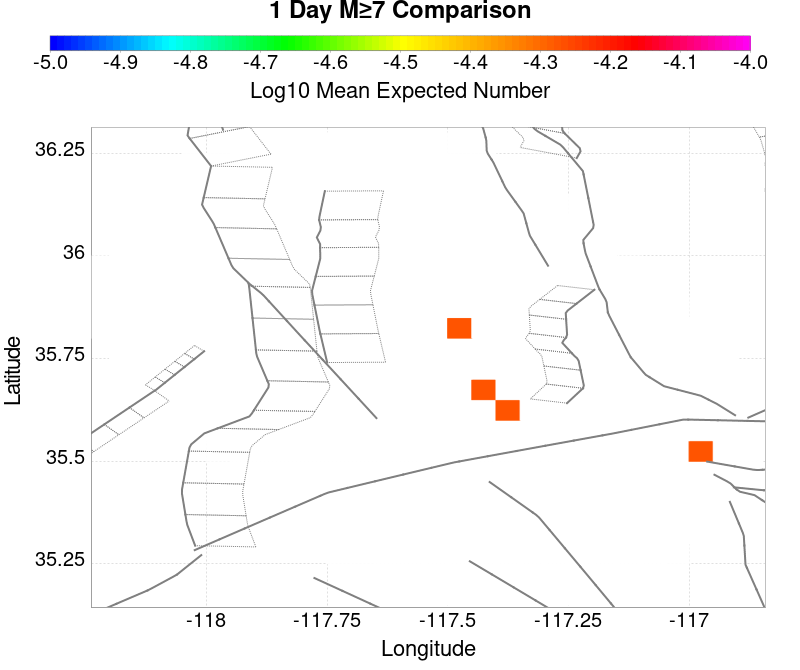 1 Day M≥7 Comparison
-5.0 -4.9 -4.8 -4.7 -4.6 -4.5 -4.4 -4.3 -4.2 -4.1 -4.0
Log10 Mean Expected Number
36.25
36
35.75
35.5
35.25
Latitude
-118 -117.75 -117.5 -117.25 -117
Longitude